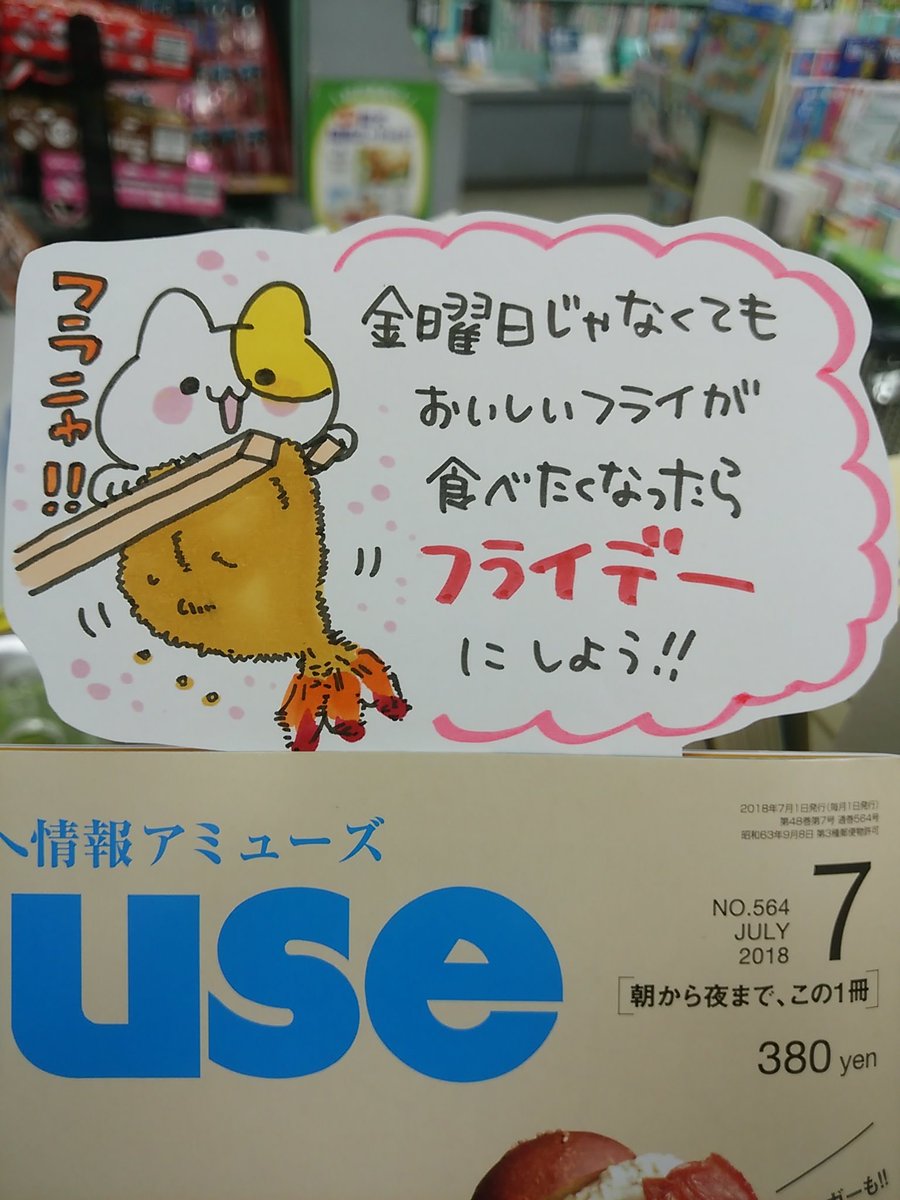 フラニャ!!
金曜日じゃなくても
おいしいフライが
食べたくなったら
フライデー
にしよう!!
情報アミューズ
use
2018年7月1日発行(毎月1日発行)
第48巻第7号 通巻564号
昭和63年9月8日 第3種郵便物許可
NO.564
JULY
2018
7
[朝から夜まで、この1冊]
380 yen
ガーも!!